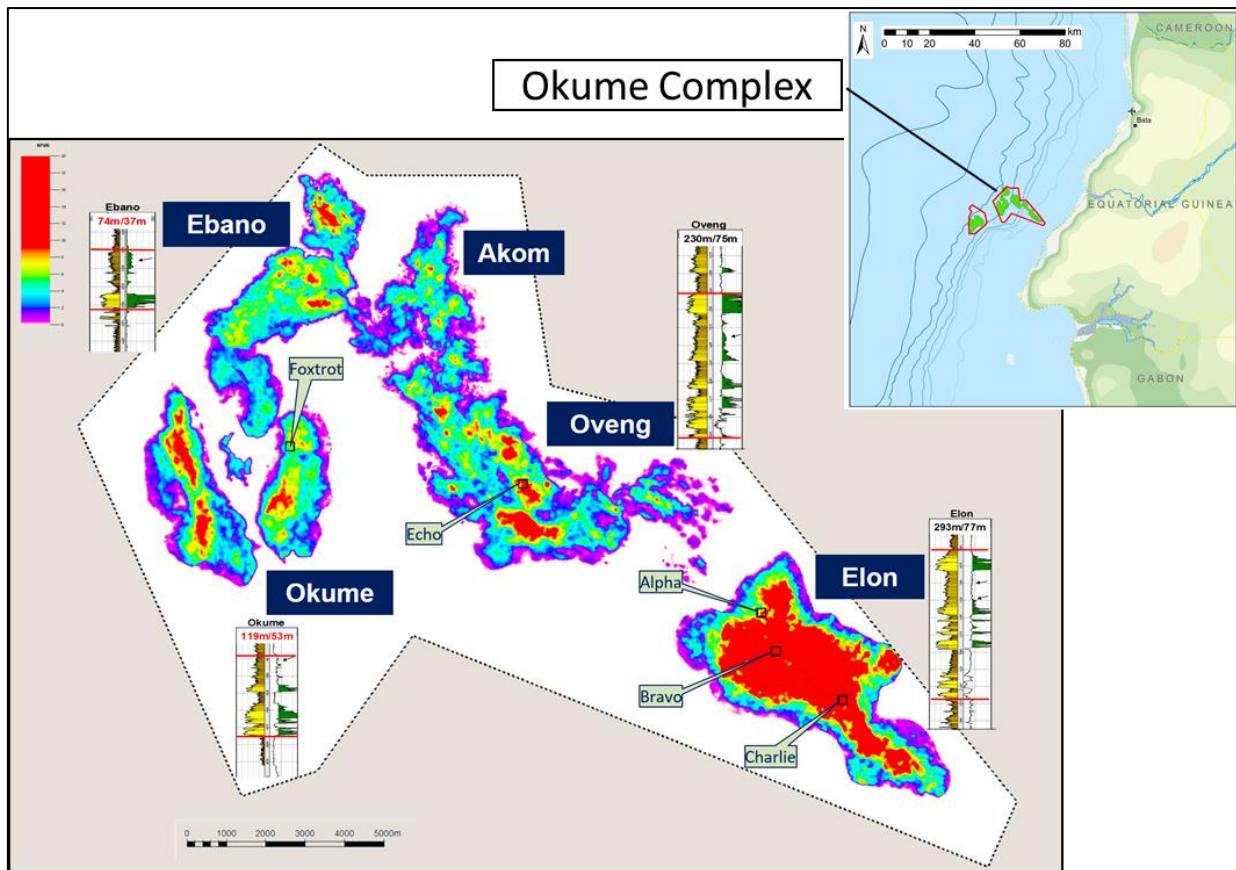 Okume Complex
N
0 10 20 40 60 80
km
CAMEROON
Bata
EQUATORIAL GUINEA
GABON
Ebano
74m/37m
Ebano
Akom
Oveng
230m/75m
Foxtrot
Oveng
Echo
Elon
293m/77m
Elon
Alpha
Okume
Okume
119m/53m
Bravo
Charlie
0 1000 2000 3000 4000 5000m